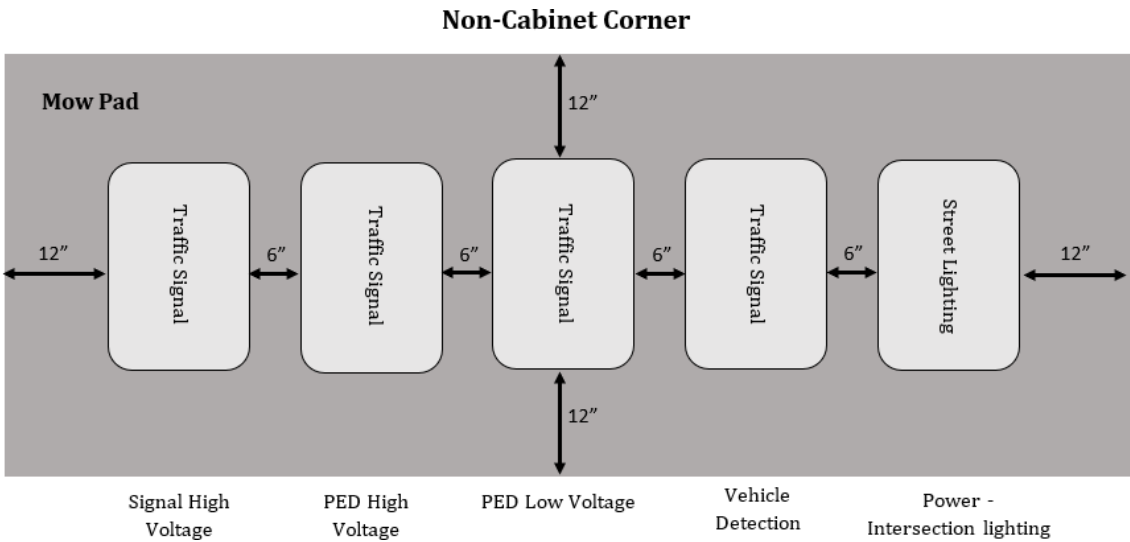 Non-Cabinet Corner
Mow Pad
12”
Traffic Signal
Traffic Signal
Traffic Signal
Traffic Signal
Street Lighting
12”
6”
6”
6”
6”
12”
12”
Signal High
Voltage
PED High
Voltage
PED Low Voltage
Vehicle
Detection
Power -
Intersection lighting